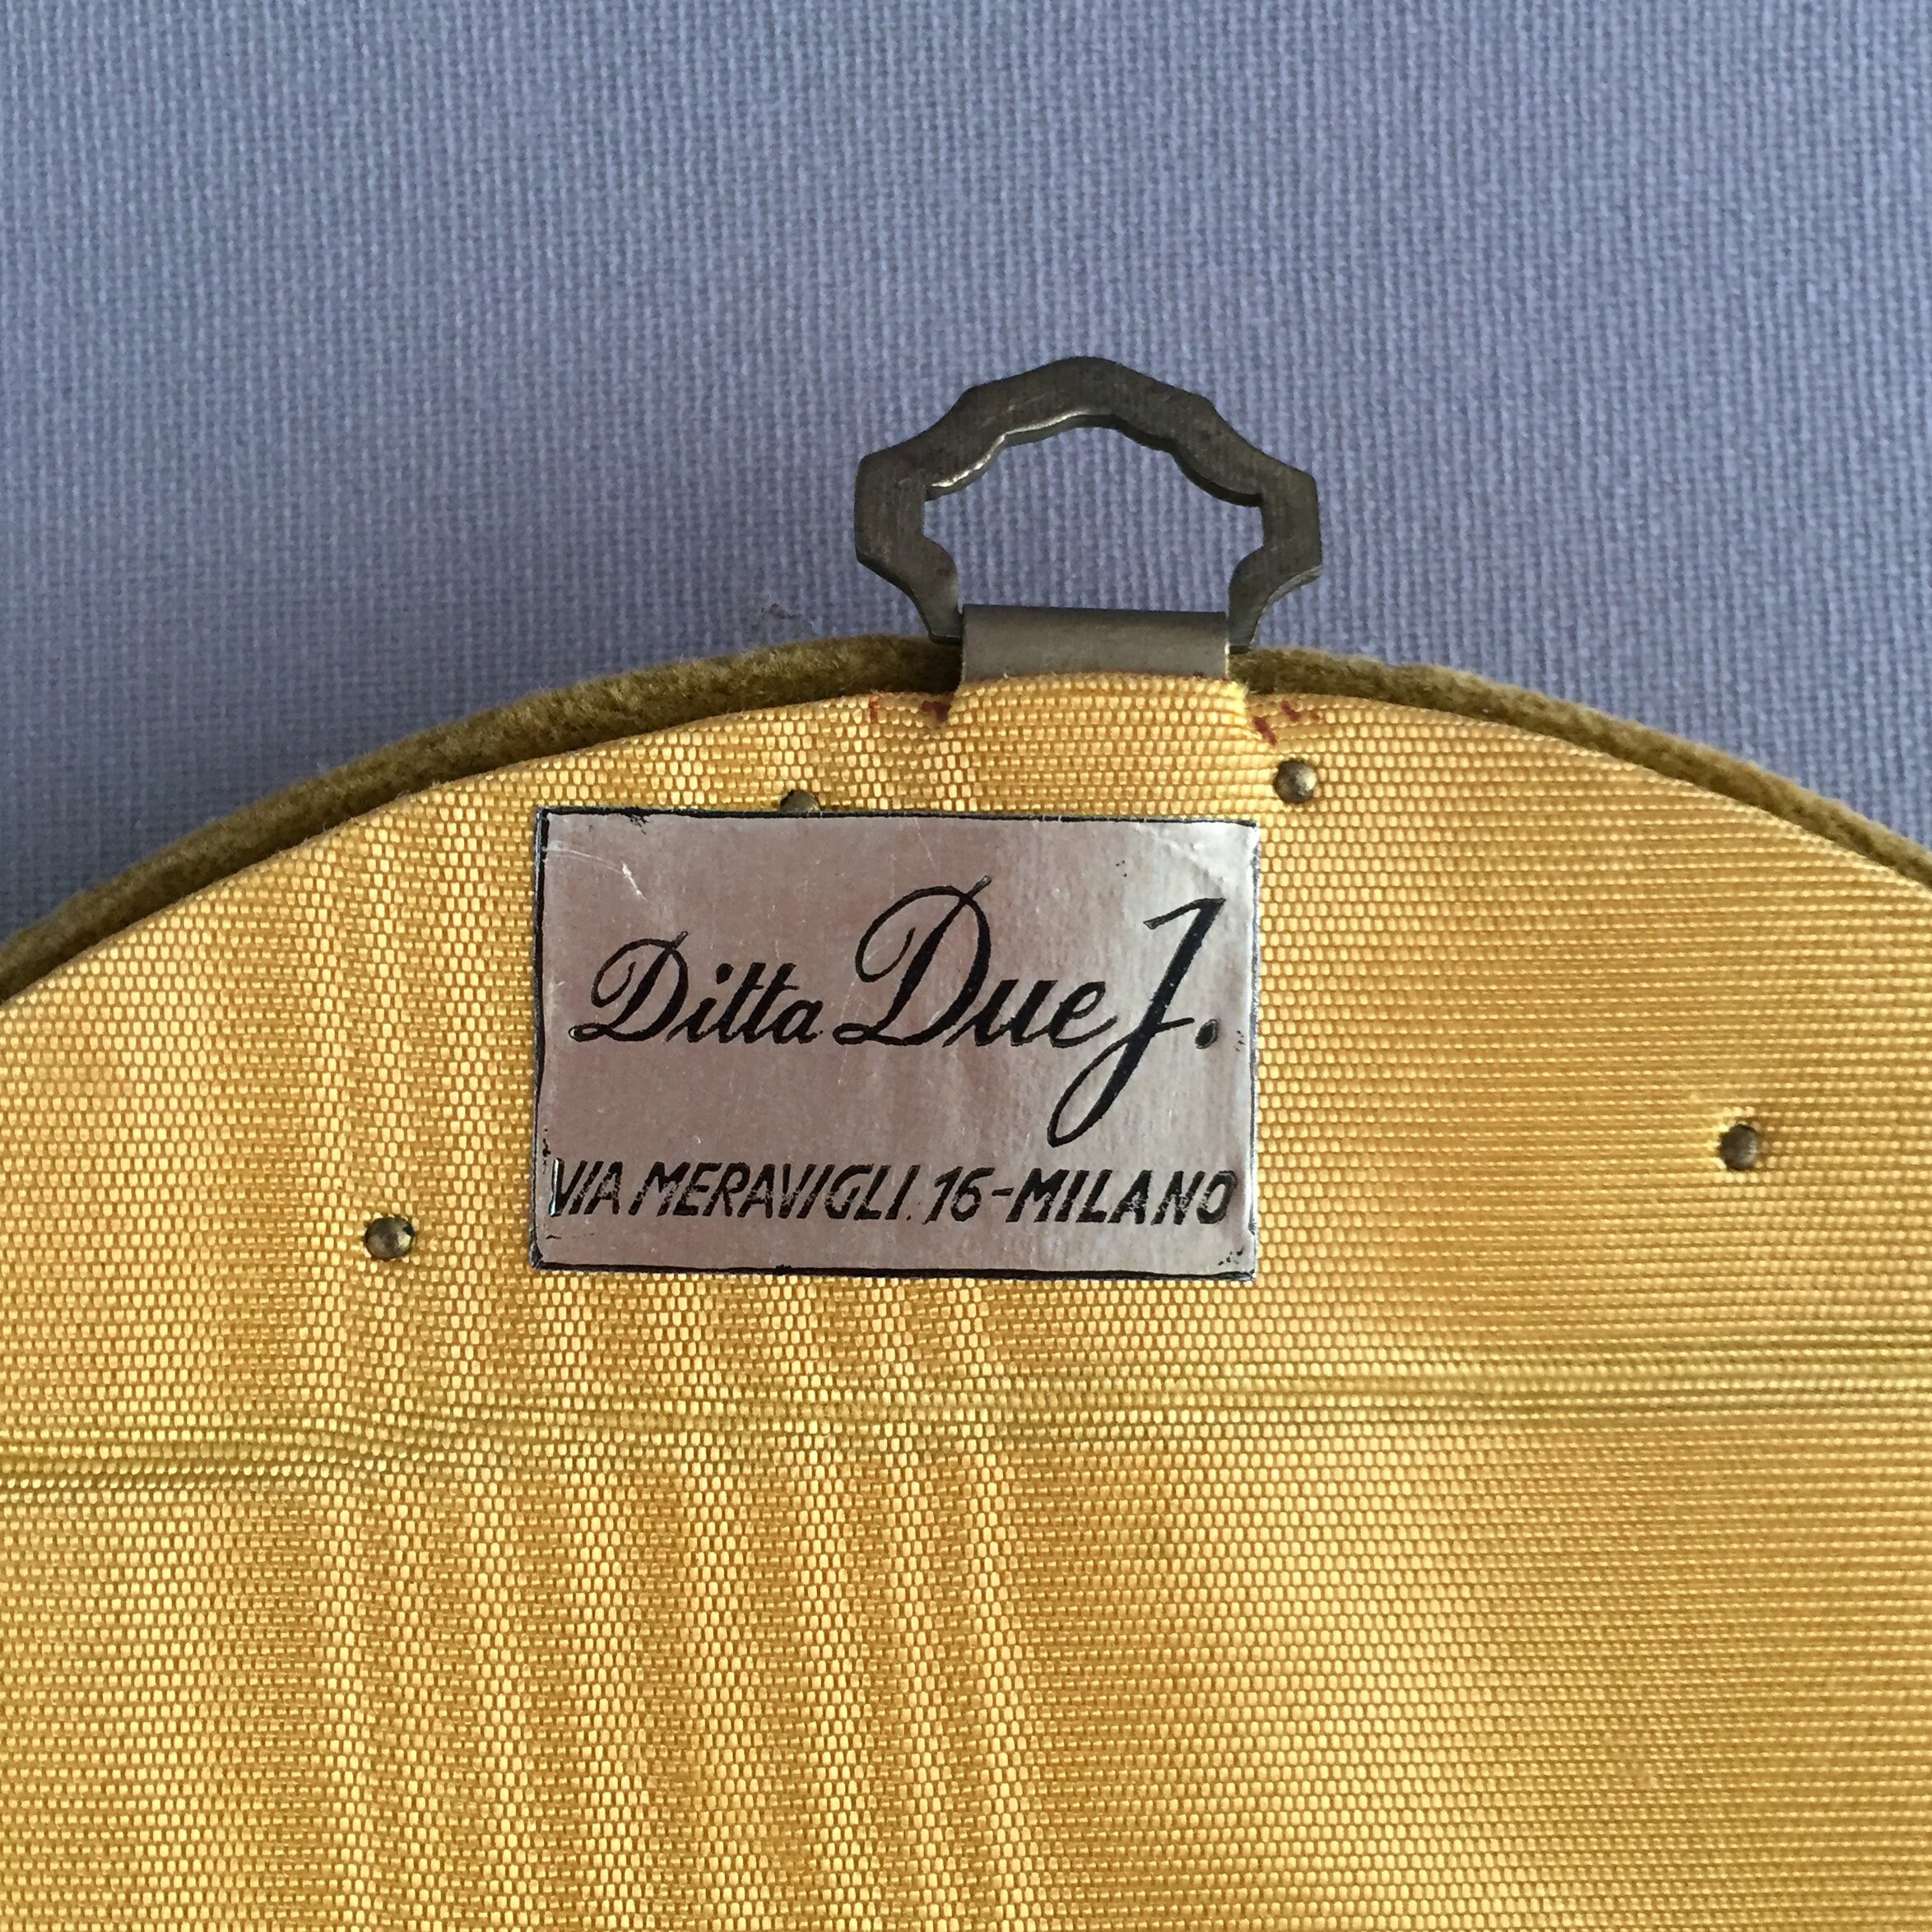 Ditta Due J.
VIA MERAVIGLI. 16-MILANO